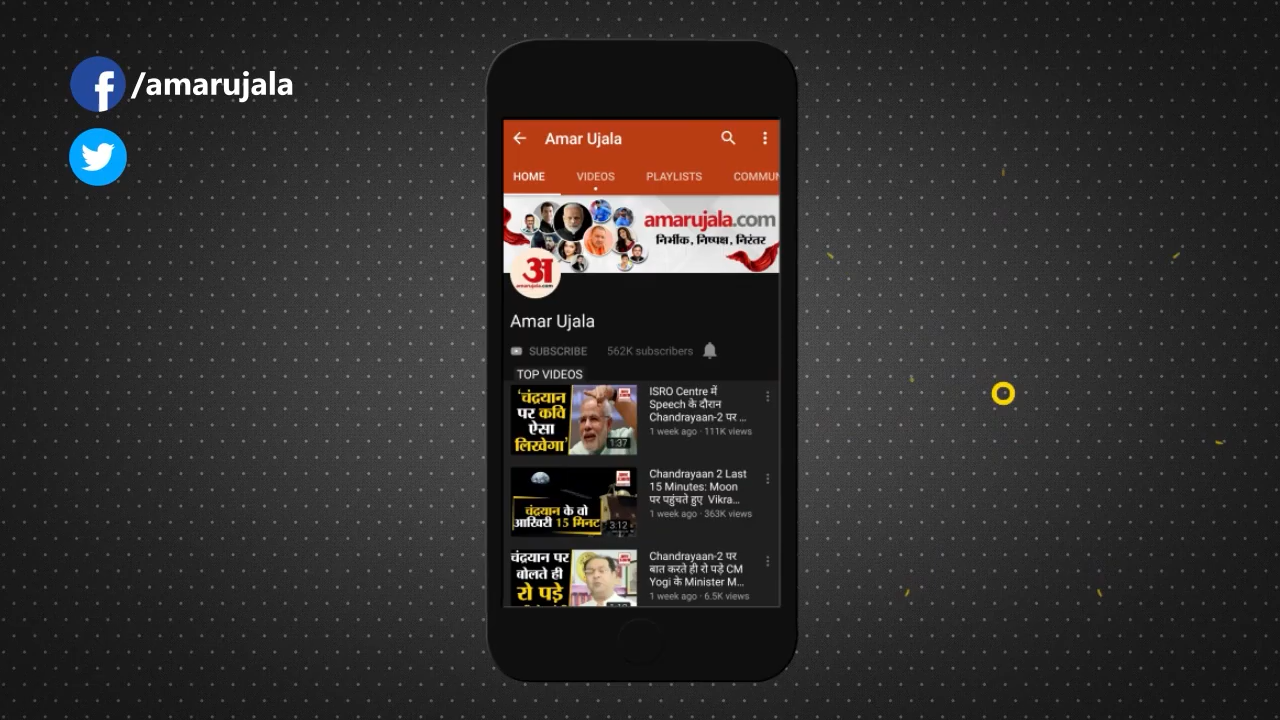 /amarujala
Amar Ujala
HOME VIDEOS PLAYLISTS COMMUN
amarujala.com
निर्भीक, निष्पक्ष, निरंतर
अ
amarujala.com
Amar Ujala
SUBSCRIBE 562K subscribers
TOP VIDEOS
'चंद्रयान
पर कवि
ऐसा
लिखेगा'
1:37
ISRO Centre में
Speech के दौरान
Chandrayaan-2 पर ...
1 week ago · 111K views
चंद्रयान के वो
आखिरी 15 मिनट
3:12
Chandrayaan 2 Last
15 Minutes: Moon
पर पहुंचते हुए Vikra...
1 week ago · 363K views
चंद्रयान पर
बोलते ही
रो पड़े
Chandrayaan-2 पर
बात करते ही रो पड़े CM
Yogi के Minister M...
1 week ago · 6.5K views